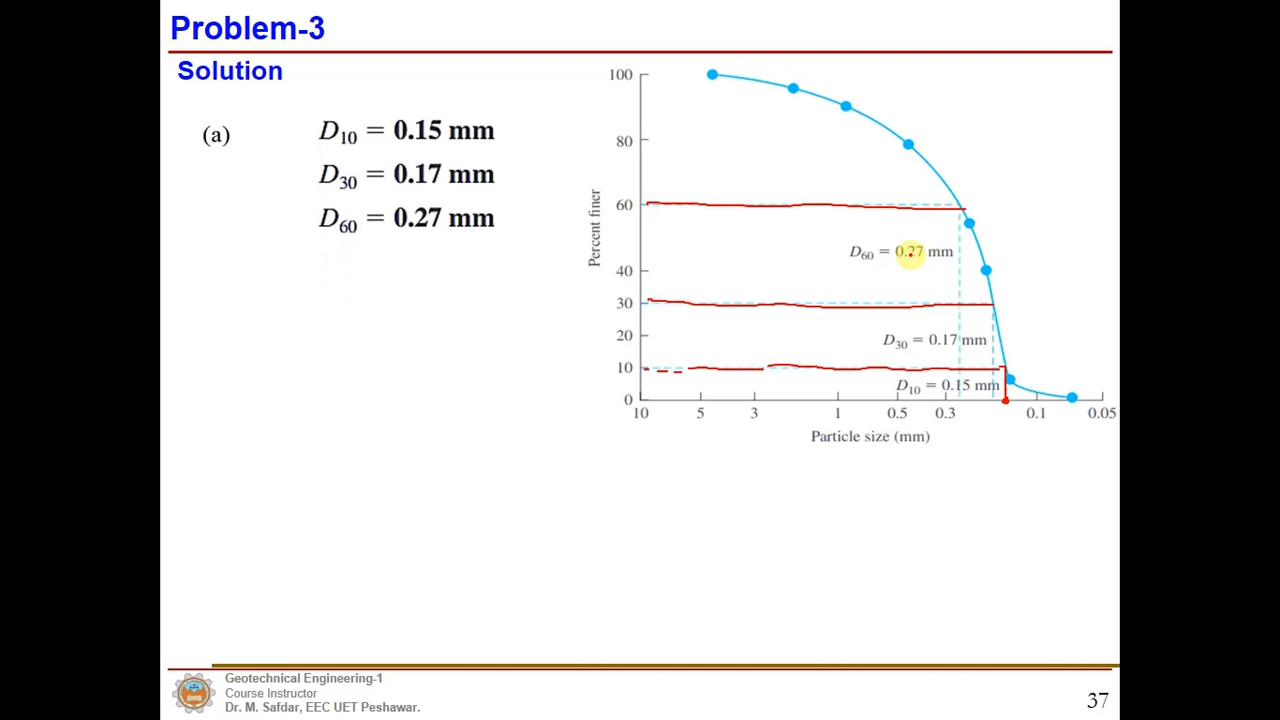 Problem-3
Solution
(a)
D10 = 0.15 mm
D30 = 0.17 mm
D60 = 0.27 mm
100
80
60
40
30
20
10
0
Percent finer
D60 = 0.27 mm
D30 = 0.17 mm
D10 = 0.15 mm
10 5 3 1 0.5 0.3 0.1 0.05
Particle size (mm)
Geotechnical Engineering-1
Course Instructor
Dr. M. Safdar, EEC UET Peshawar.
37